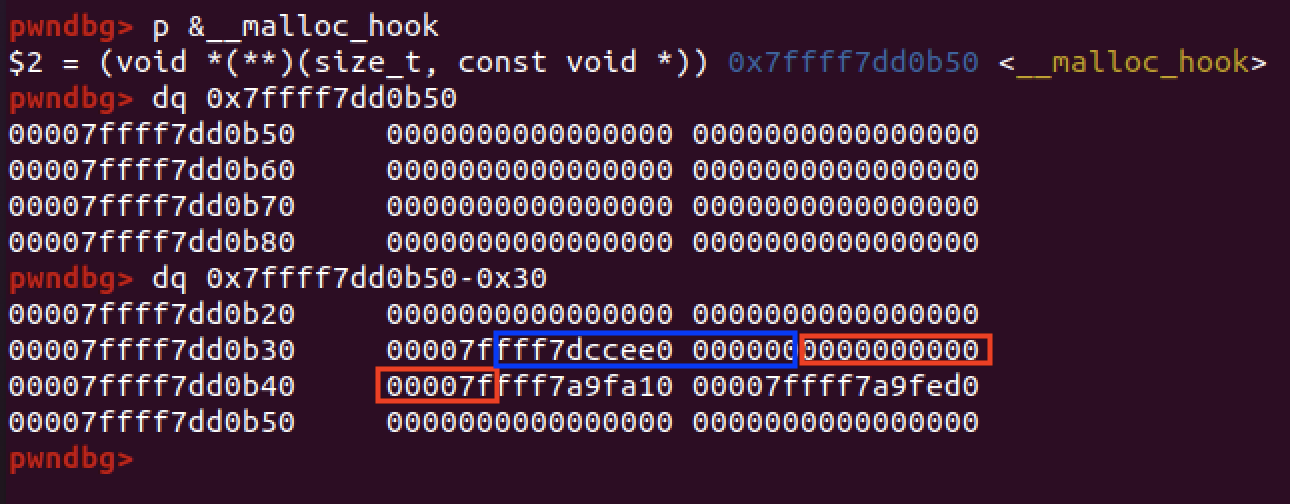 pwndbg> p &__malloc_hook
$2 = (void *(**)(size_t, const void *)) 0x7ffff7dd0b50 <__malloc_hook>
pwndbg> dq 0x7ffff7dd0b50
00007ffff7dd0b50     0000000000000000 0000000000000000
00007ffff7dd0b60     0000000000000000 0000000000000000
00007ffff7dd0b70     0000000000000000 0000000000000000
00007ffff7dd0b80     0000000000000000 0000000000000000
pwndbg> dq 0x7ffff7dd0b50-0x30
00007ffff7dd0b20     0000000000000000 0000000000000000
00007ffff7dd0b30     00007ffff7dccee0 0000000000000000
00007ffff7dd0b40     00007ffff7a9fa10 00007ffff7a9fed0
00007ffff7dd0b50     0000000000000000 0000000000000000
pwndbg>